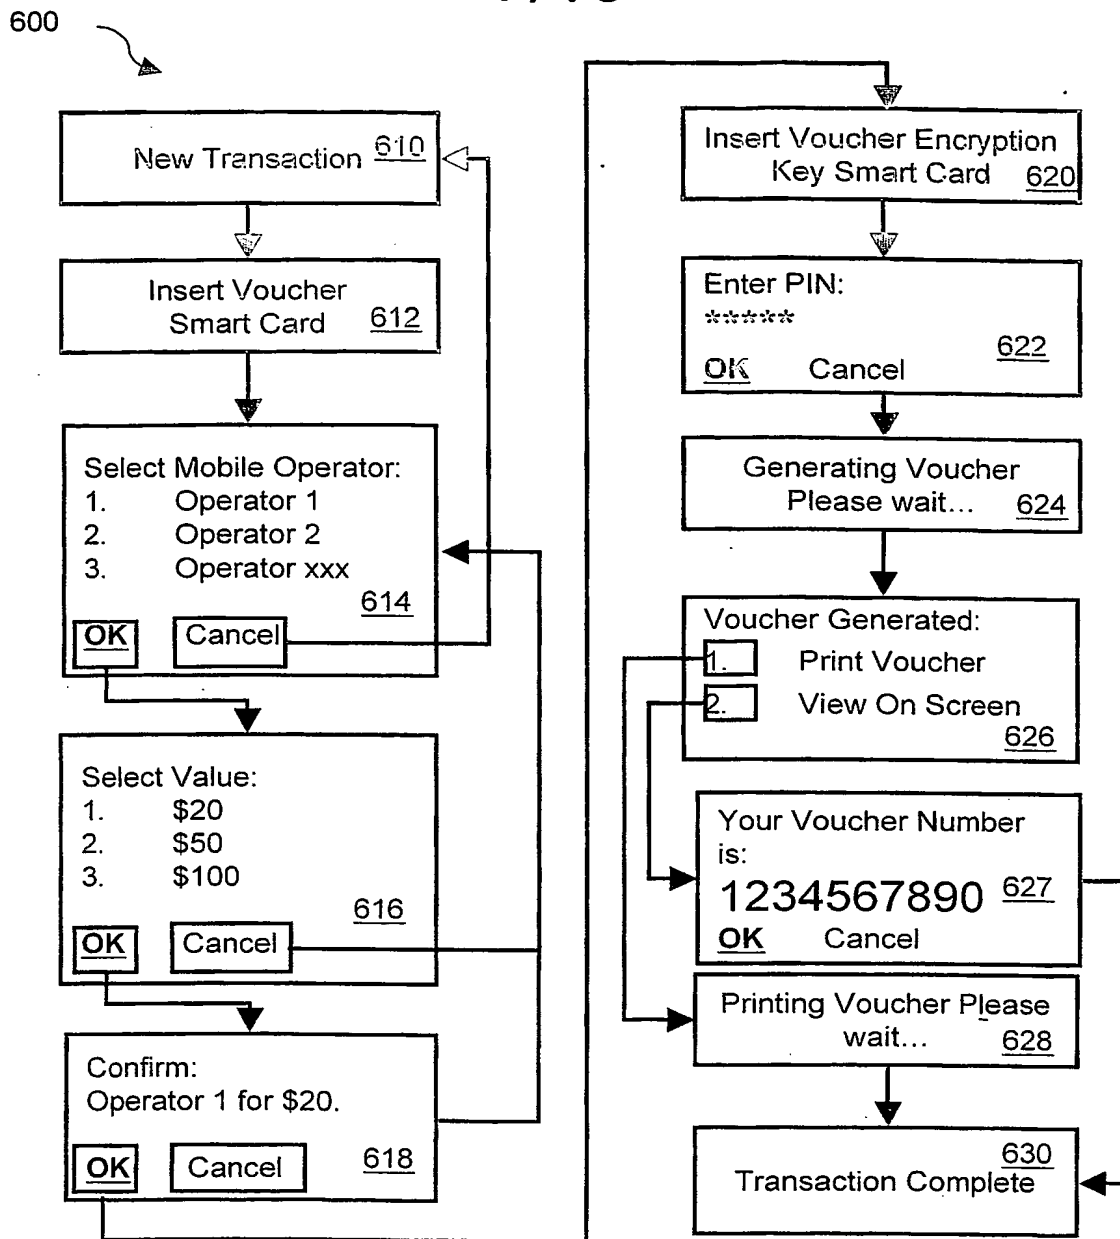 600
New Transaction 610
Insert Voucher
Smart Card 612
Select Mobile Operator:
1. Operator 1
2. Operator 2
3. Operator xxx
614
OK Cancel
Select Value:
1. $20
2. $50
3. $100
616
OK Cancel
Confirm:
Operator 1 for $20.
OK Cancel 618
Insert Voucher Encryption
Key Smart Card 620
Enter PIN:
*****
622
OK Cancel
Generating Voucher
Please wait... 624
Voucher Generated:
1. Print Voucher
2. View On Screen
626
Your Voucher Number
is:
1234567890 627
OK Cancel
Printing Voucher Please
wait... 628
630
Transaction Complete